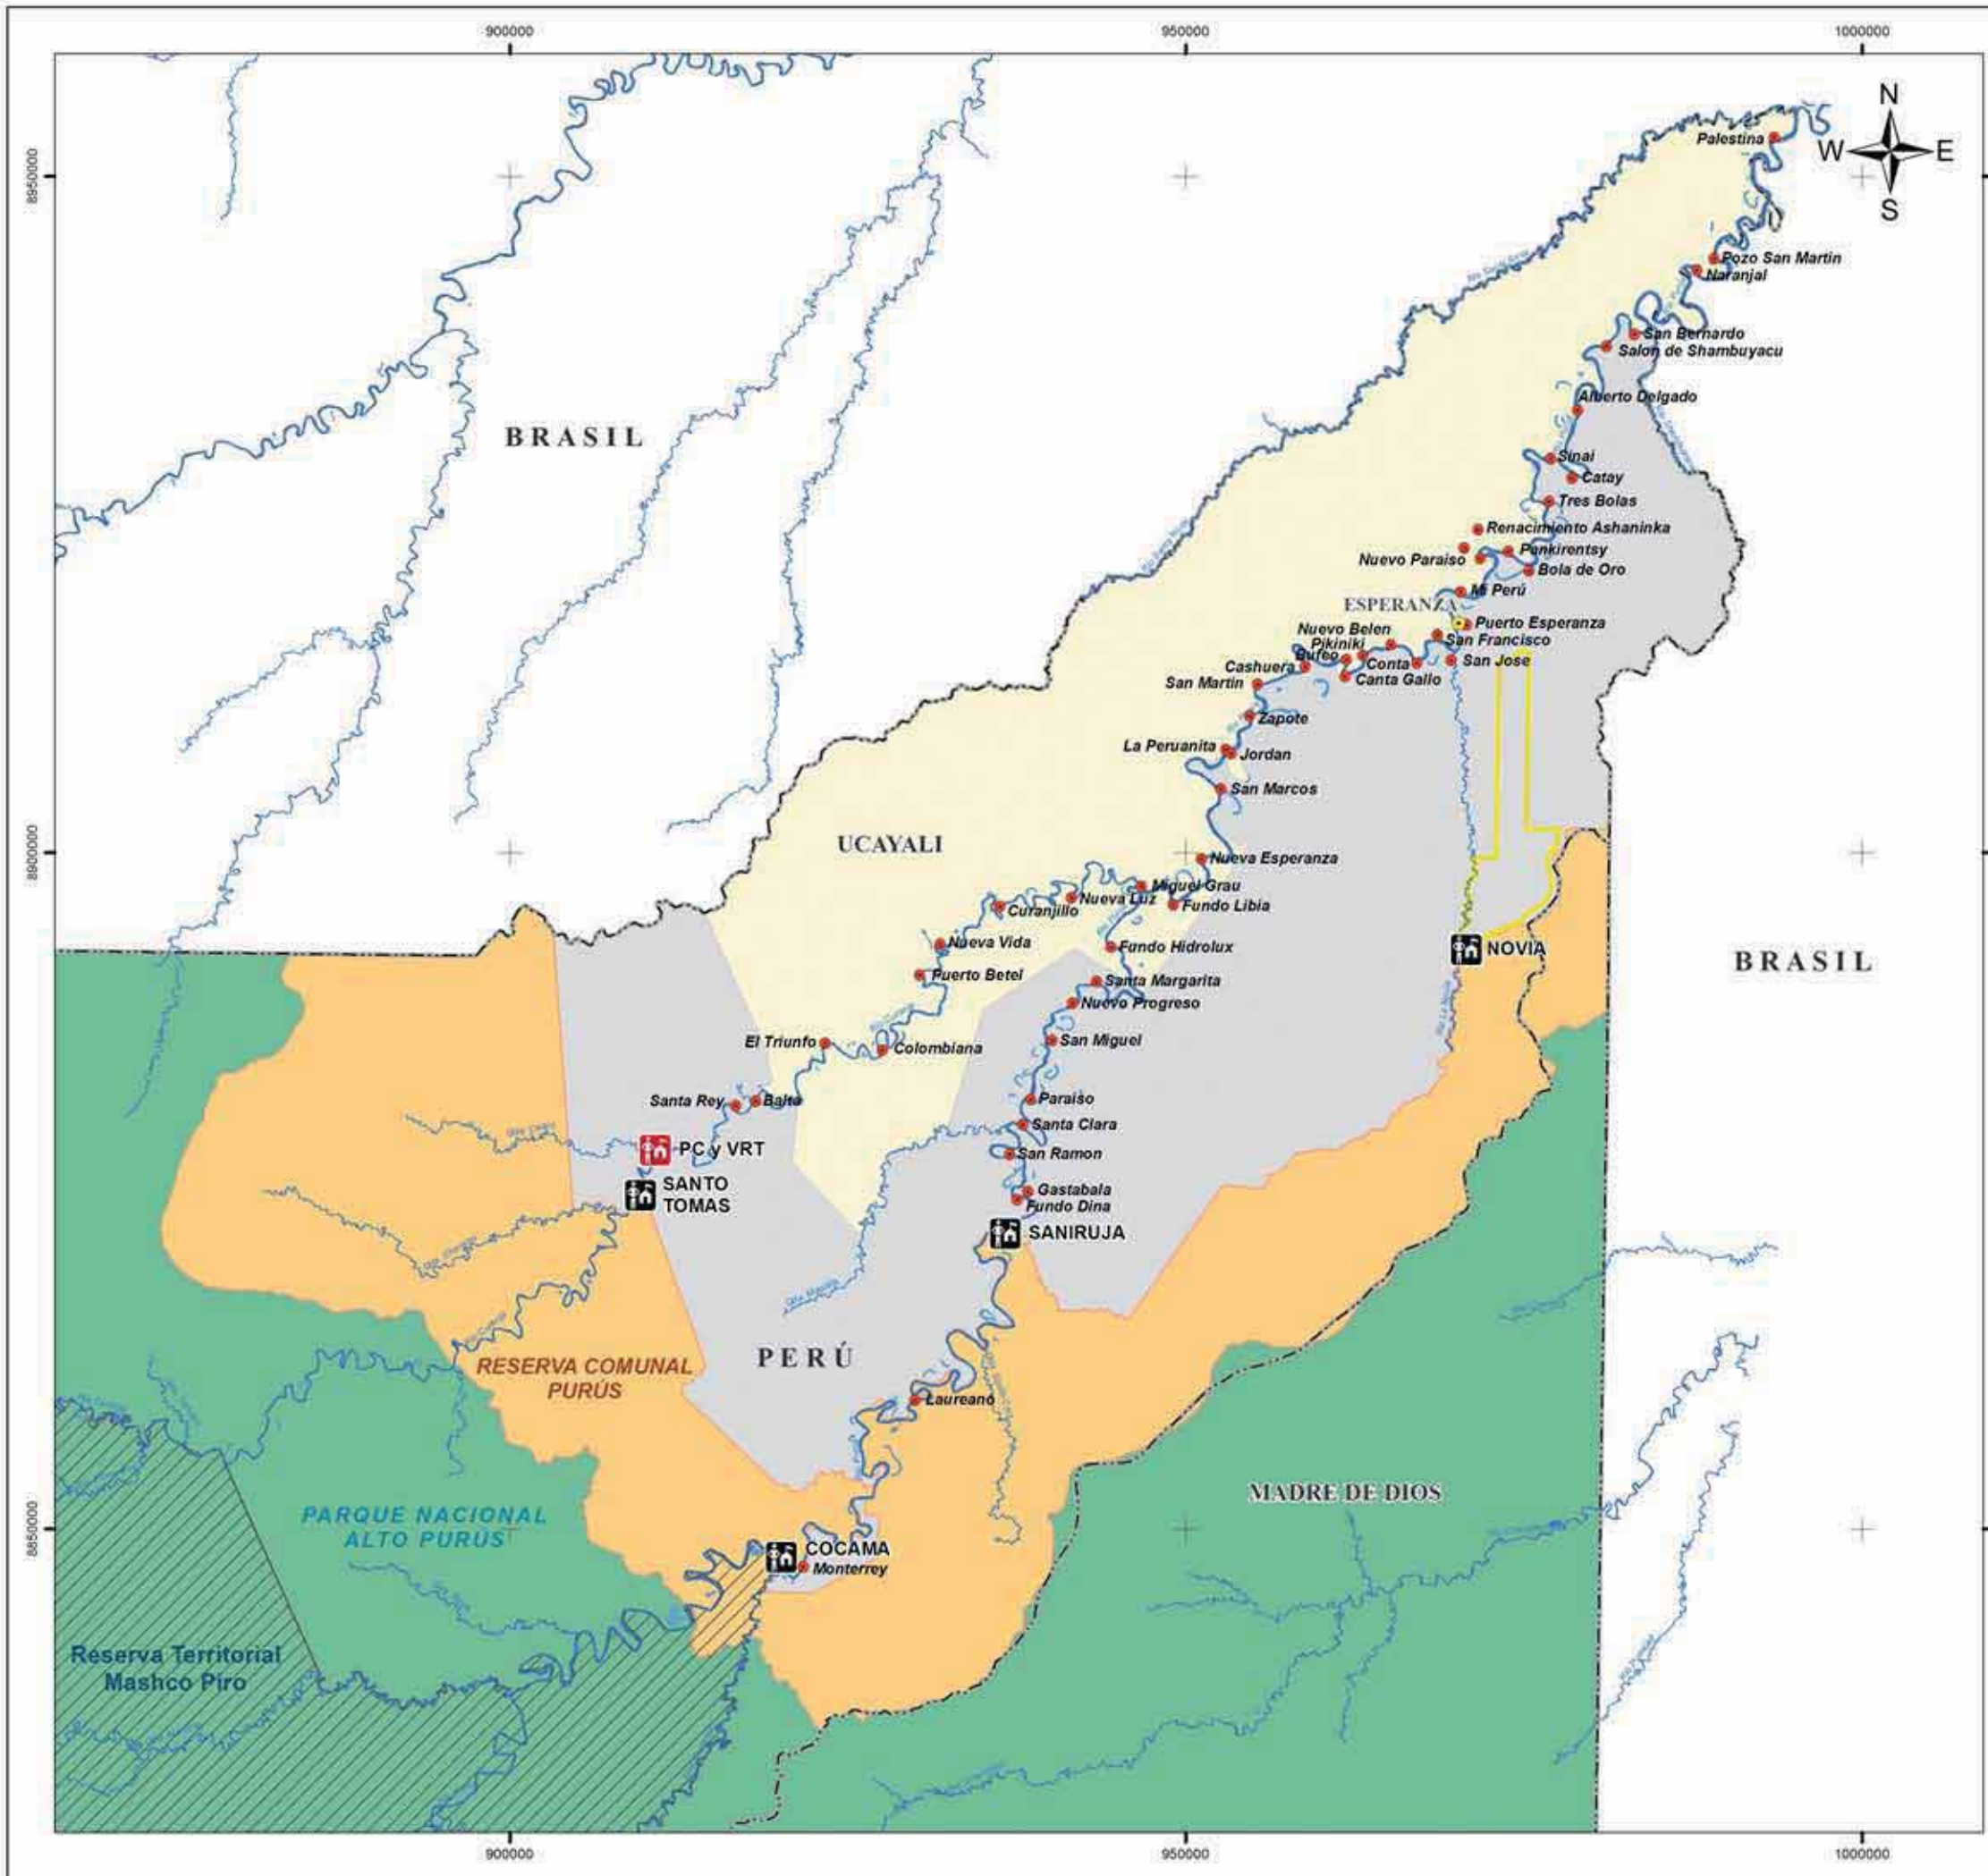 900000
950000
1000000
8950000
8950000
N
W
E
S
Palestina
Pozo San Martin
Naranjal
San Bernardo
Salon de Shambuyacu
Alberto Delgado
BRASIL
Sinai
Catay
Tres Bolas
Renacimiento Ashaninka
Pankirentsy
Nuevo Paraiso
Bola de Oro
Mi Perú
ESPERANZA
Puerto Esperanza
Nuevo Belen
San Francisco
Pikiniki
Bufeo
Conta
San Jose
Cashuera
Canta Gallo
San Martin
Zapote
La Peruanita
Jordan
San Marcos
UCAYALI
8900000
Nueva Esperanza
Miguel Grau
Nueva Luz
Fundo Libia
Curanjillo
Nueva Vida
Fundo Hidrolux
NOVIA
BRASIL
Puerto Betel
Santa Margarita
Nuevo Progreso
El Triunfo
Colombiana
San Miguel
Santa Rey
Balta
Paraiso
Santa Clara
PC y VRT
San Ramon
SANTO
TOMAS
Gastabala
Fundo Dina
SANIRUJA
PERÚ
RESERVA COMUNAL
PURÚS
Laureano
MADRE DE DIOS
PARQUE NACIONAL
ALTO PURÚS
8850000
COCAMA
Monterrey
Reserva Territorial
Mashco Piro
900000
950000
1000000